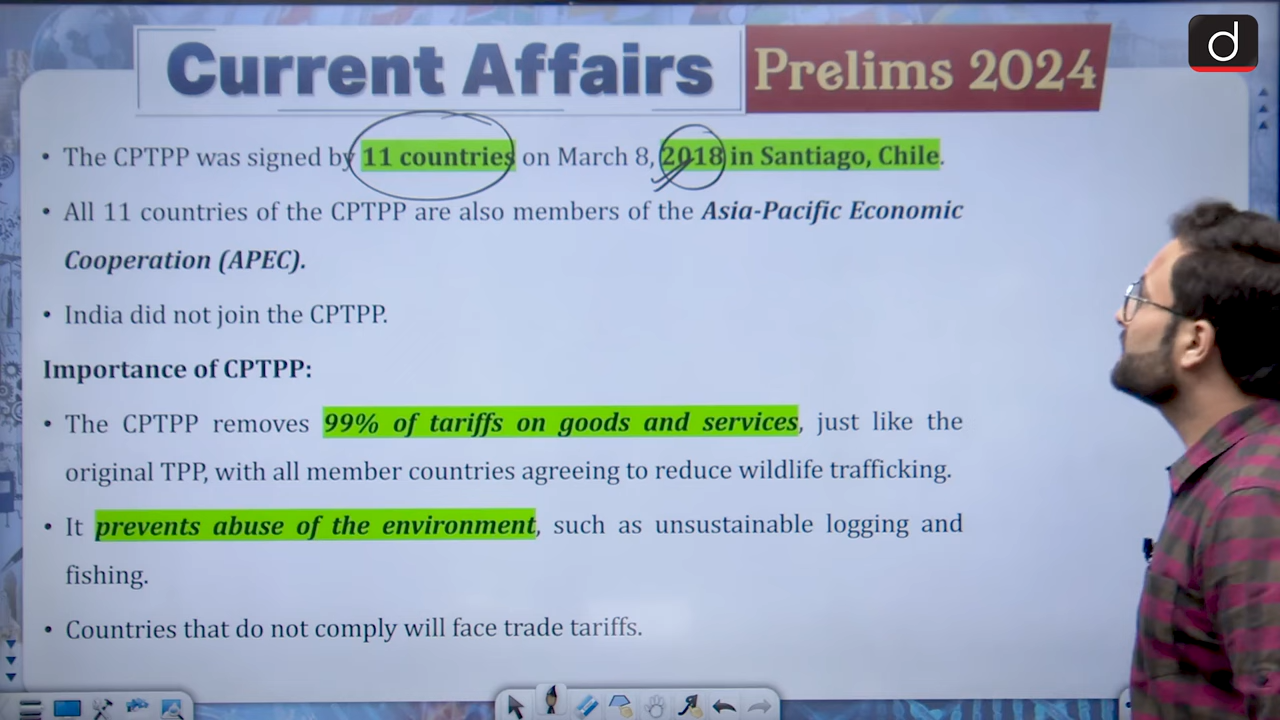 Current Affairs Prelims 2024
d
• The CPTPP was signed by 11 countries on March 8, 2018 in Santiago, Chile.
• All 11 countries of the CPTPP are also members of the Asia-Pacific Economic
Cooperation (APEC).
• India did not join the CPTPP.
Importance of CPTPP:
• The CPTPP removes 99% of tariffs on goods and services, just like the
original TPP, with all member countries agreeing to reduce wildlife trafficking.
• It prevents abuse of the environment, such as unsustainable logging and
fishing.
• Countries that do not comply will face trade tariffs.